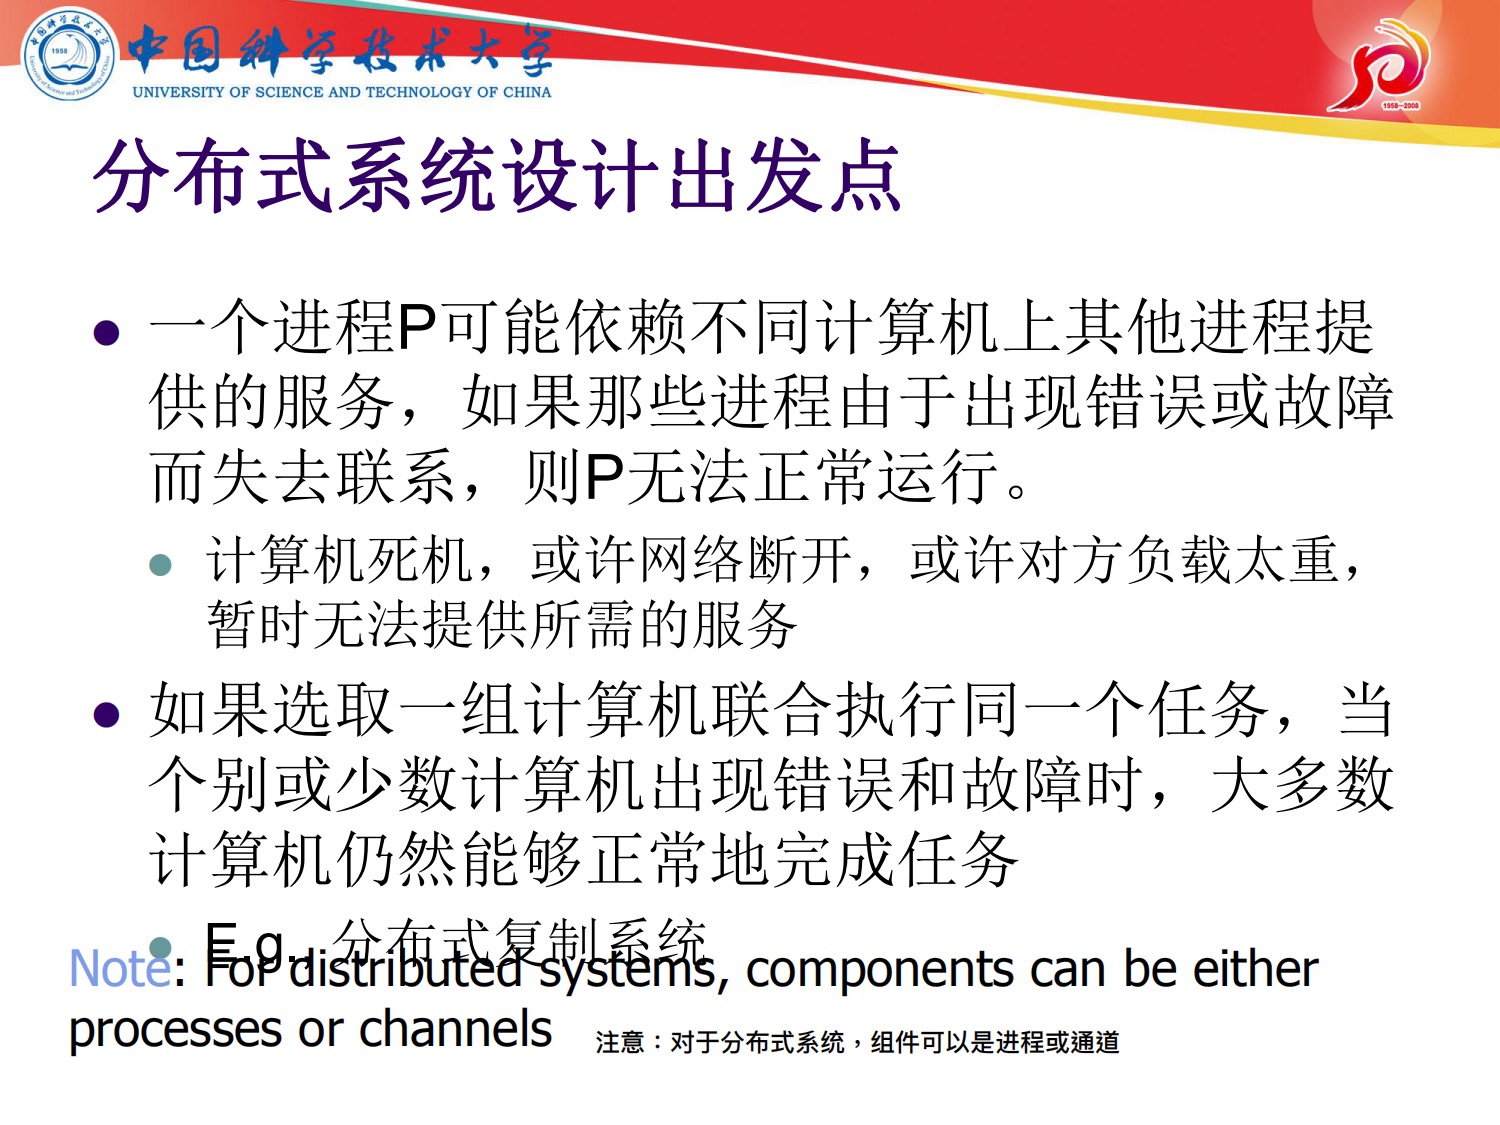 中国科学技术大学
UNIVERSITY OF SCIENCE AND TECHNOLOGY OF CHINA
1958
1958-2008
分布式系统设计出发点
一个进程P可能依赖不同计算机上其他进程提
供的服务，如果那些进程由于出现错误或故障
而失去联系，则P无法正常运行。
计算机死机，或许网络断开，或许对方负载太重，
暂时无法提供所需的服务
如果选取一组计算机联合执行同一个任务，当
个别或少数计算机出现错误和故障时，大多数
计算机仍然能够正常地完成任务
E.g., 分布式复制系统
Note: For distributed systems, components can be either
processes or channels
注意：对于分布式系统，组件可以是进程或通道